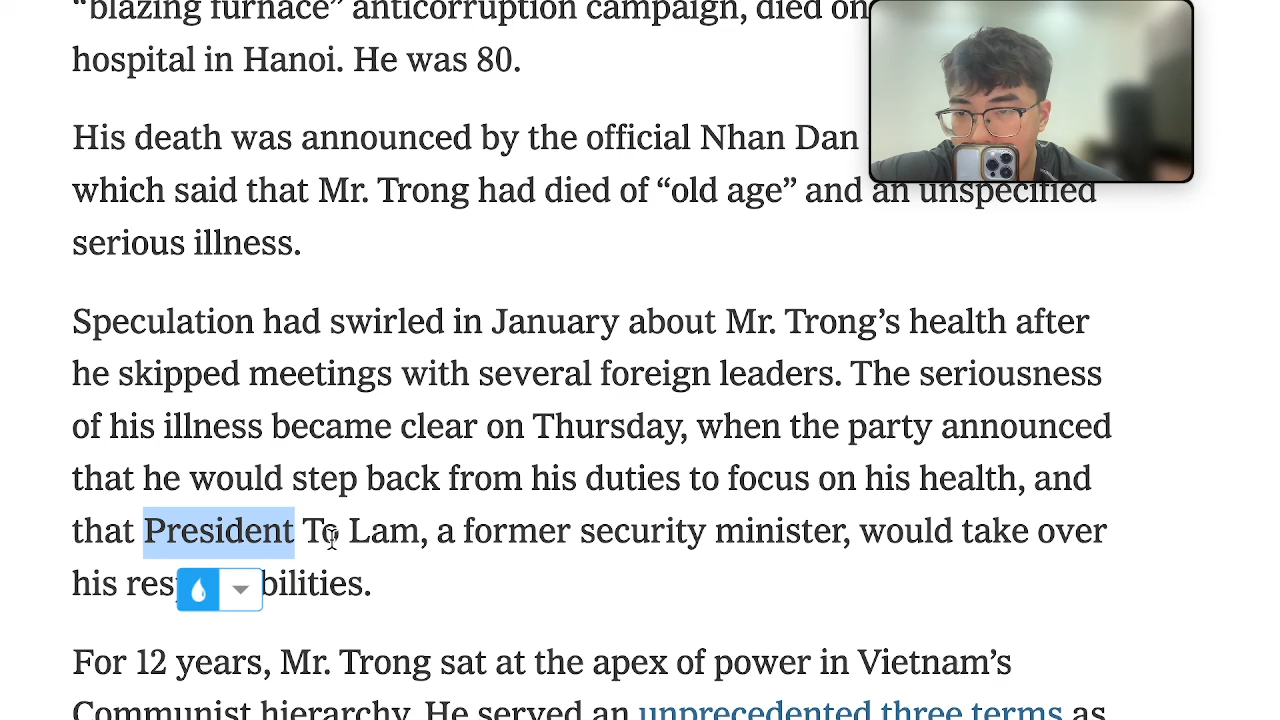 “blazing furnace” anticorruption campaign, died on
hospital in Hanoi. He was 80.
His death was announced by the official Nhan Dan
which said that Mr. Trong had died of “old age” and an unspecified
serious illness.
Speculation had swirled in January about Mr. Trong’s health after
he skipped meetings with several foreign leaders. The seriousness
of his illness became clear on Thursday, when the party announced
that he would step back from his duties to focus on his health, and
that President To Lam, a former security minister, would take over
his resp bilities.
For 12 years, Mr. Trong sat at the apex of power in Vietnam’s
Communist hierarchy. He served an unprecedented three terms as